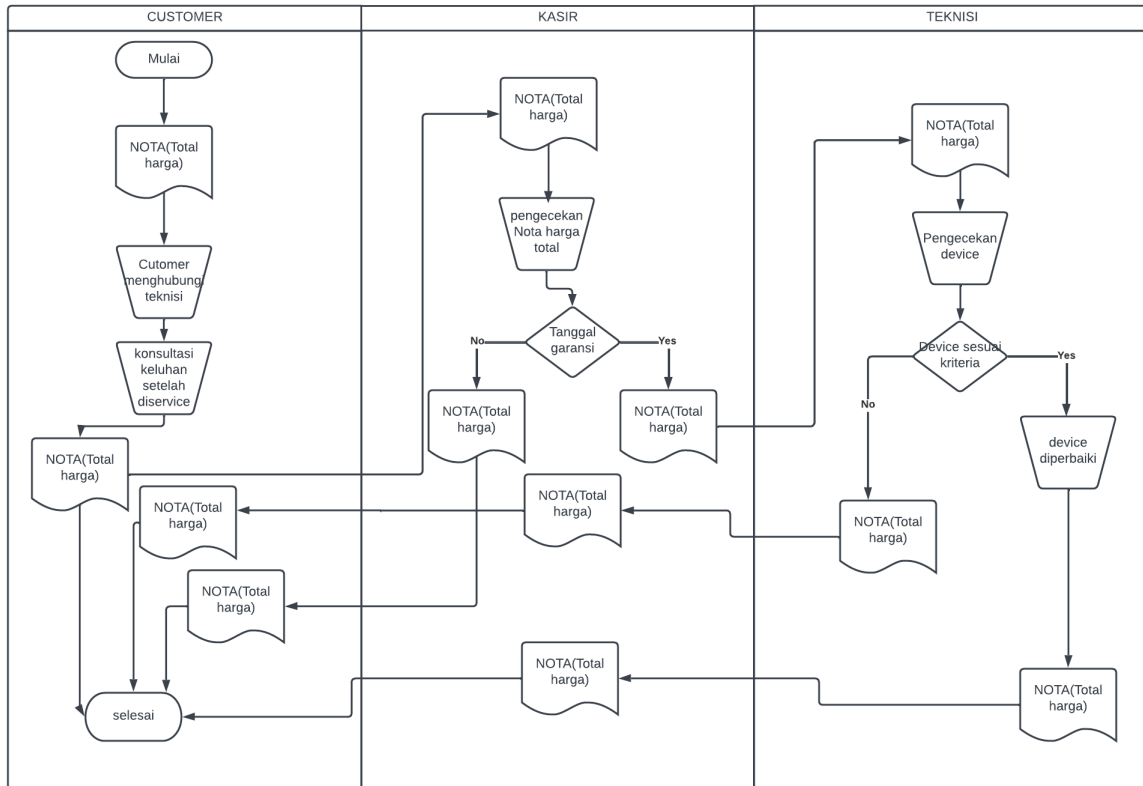 CUSTOMER
KASIR
TEKNISI
Mulai
NOTA(Total
harga)
Cutomer
menghubungi
teknisi
konsultasi
keluhan
setelah
diservice
NOTA(Total
harga)
NOTA(Total
harga)
NOTA(Total
harga)
selesai
NOTA(Total
harga)
pengecekan
Nota harga
total
Tanggal
garansi
No
Yes
NOTA(Total
harga)
NOTA(Total
harga)
NOTA(Total
harga)
NOTA(Total
harga)
NOTA(Total
harga)
Pengecekan
device
Device sesuai
kriteria
No
Yes
device
diperbaiki
NOTA(Total
harga)
NOTA(Total
harga)